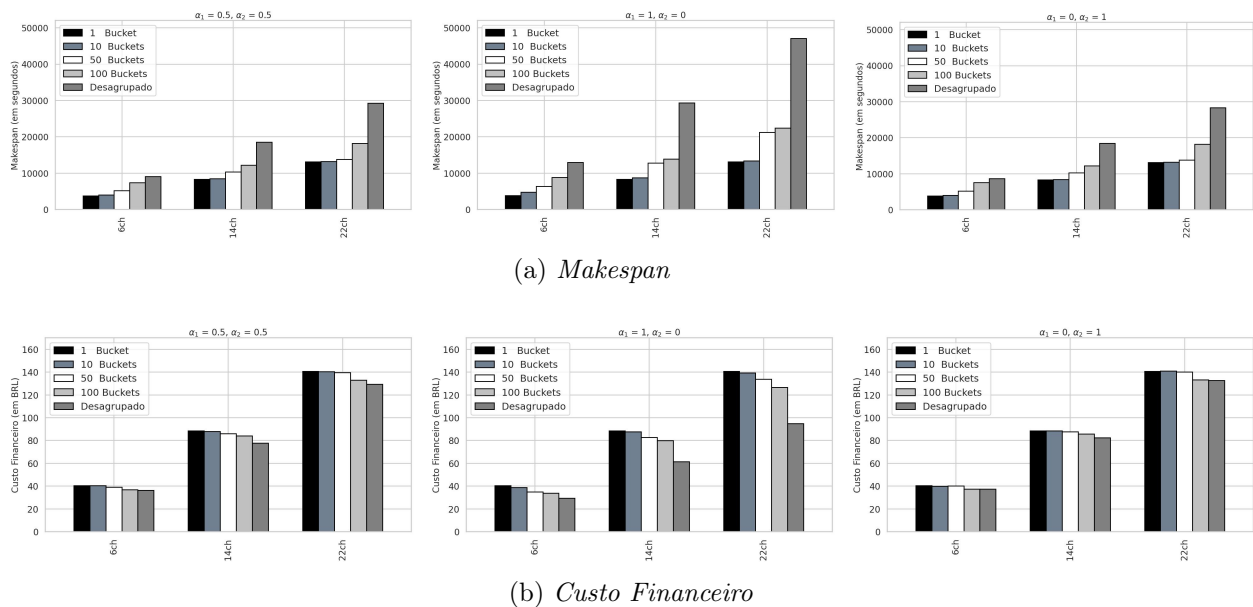 α₁ = 0.5, α₂ = 0.5
Makespan (em segundos)
50000
40000
30000
20000
10000
0
1 Bucket
10 Buckets
50 Buckets
100 Buckets
Desagrupado
6ch
14ch
22ch
α₁ = 1, α₂ = 0
Makespan (em segundos)
50000
40000
30000
20000
10000
0
1 Bucket
10 Buckets
50 Buckets
100 Buckets
Desagrupado
6ch
14ch
22ch
α₁ = 0, α₂ = 1
Makespan (em segundos)
50000
40000
30000
20000
10000
0
1 Bucket
10 Buckets
50 Buckets
100 Buckets
Desagrupado
6ch
14ch
22ch
(a) Makespan
α₁ = 0.5, α₂ = 0.5
Custo Financeiro (em BRL)
160
140
120
100
80
60
40
20
0
1 Bucket
10 Buckets
50 Buckets
100 Buckets
Desagrupado
6ch
14ch
22ch
α₁ = 1, α₂ = 0
Custo Financeiro (em BRL)
160
140
120
100
80
60
40
20
0
1 Bucket
10 Buckets
50 Buckets
100 Buckets
Desagrupado
6ch
14ch
22ch
α₁ = 0, α₂ = 1
Custo Financeiro (em BRL)
160
140
120
100
80
60
40
20
0
1 Bucket
10 Buckets
50 Buckets
100 Buckets
Desagrupado
6ch
14ch
22ch
(b) Custo Financeiro